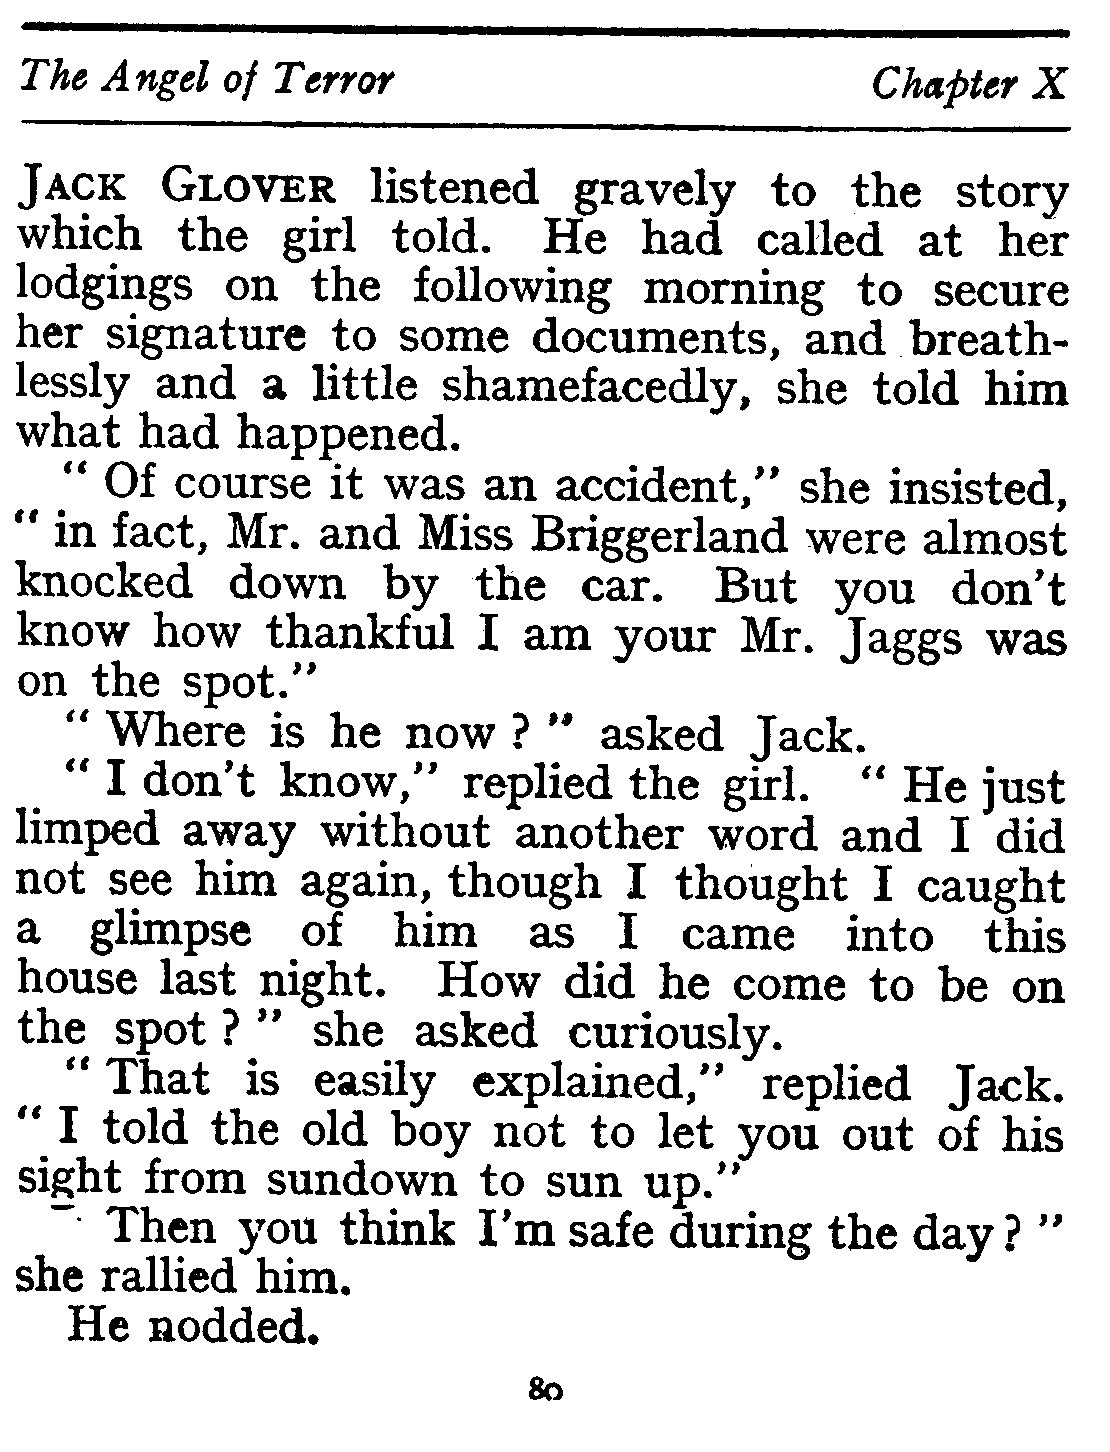 The Angel of Terror Chapter X
JACK GLOVER listened gravely to the story
which the girl told. He had called at her
lodgings on the following morning to secure
her signature to some documents, and breath-
lessly and a little shamefacedly, she told him
what had happened.
" Of course it was an accident," she insisted,
" in fact, Mr. and Miss Briggerland were almost
knocked down by the car. But you don't
know how thankful I am your Mr. Jaggs was
on the spot."
" Where is he now ? " asked Jack.
" I don't know," replied the girl. " He just
limped away without another word and I did
not see him again, though I thought I caught
a glimpse of him as I came into this
house last night. How did he come to be on
the spot ? " she asked curiously.
" That is easily explained," replied Jack.
" I told the old boy not to let you out of his
sight from sundown to sun up."
Then you think I'm safe during the day ? "
she rallied him.
He nodded.
80